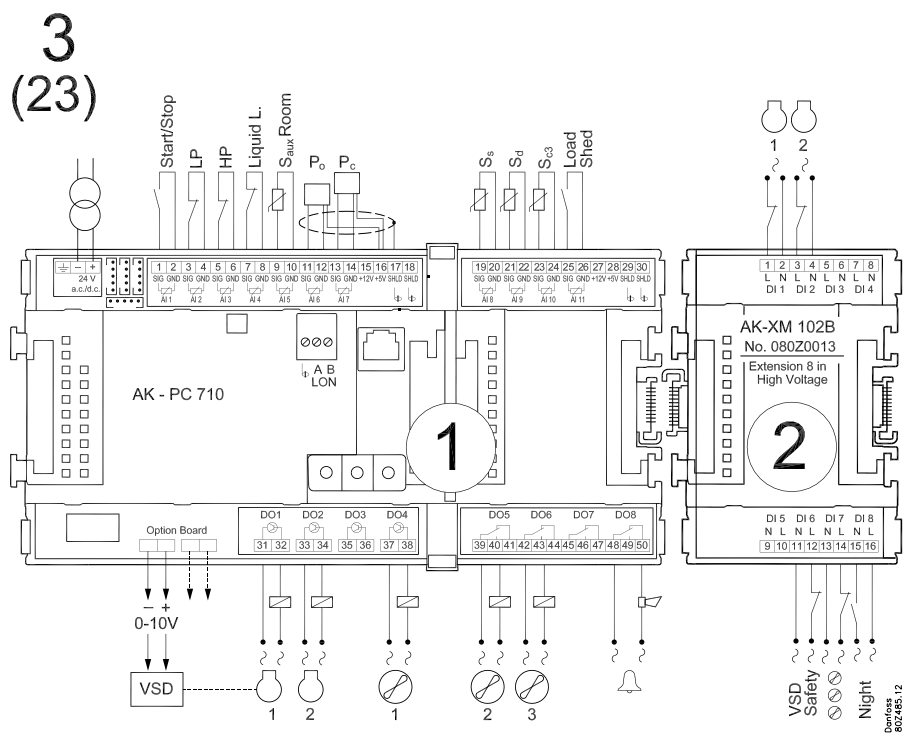 3
(23)
Start/Stop
LP
HP
Liquid L.
Saux Room
Po
Pc
Ss
Sd
Sc3
Load
Shed
1 2
− +
24 V
a.c./d.c.
1 2 3 4 5 6 7 8 9 10 11 12 13 14 15 16 17 18
SIG GND SIG GND SIG GND SIG GND SIG GND SIG GND SIG GND +12V +5V SHLD SHLD
AI 1 AI 2 AI 3 AI 4 AI 5 AI 6 AI 7
19 20 21 22 23 24 25 26 27 28 29 30
SIG GND SIG GND SIG GND SIG GND +12V +5V SHLD SHLD
AI 8 AI 9 AI 10 AI 11
1 2 3 4 5 6 7 8
N L N L N L N L
DI 1 DI 2 DI 3 DI 4
AK-XM 102B
No. 080Z0013
Extension 8 in
High Voltage
A B
LON
AK - PC 710
1
2
Option Board
DO1 DO2 DO3 DO4
31 32 33 34 35 36 37 38
DO5 DO6 DO7 DO8
39 40 41 42 43 44 45 46 47 48 49 50
DI 5 DI 6 DI 7 DI 8
N L N L N L N L
9 10 11 12 13 14 15 16
− +
0-10V
VSD
1 2 1 2 3
VSD
Safety
Night
Danfoss
80Z485.12